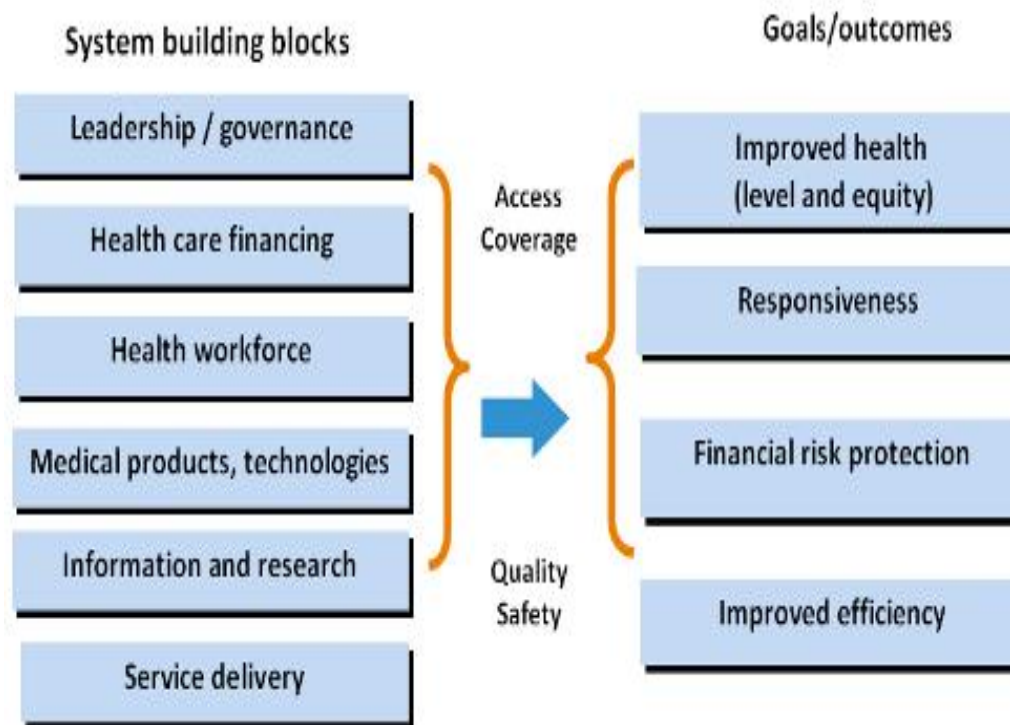 System building blocks
Leadership / governance
Health care financing
Health workforce
Medical products, technologies
Information and research
Service delivery
Access
Coverage
Quality
Safety
Goals/outcomes
Improved health
(level and equity)
Responsiveness
Financial risk protection
Improved efficiency